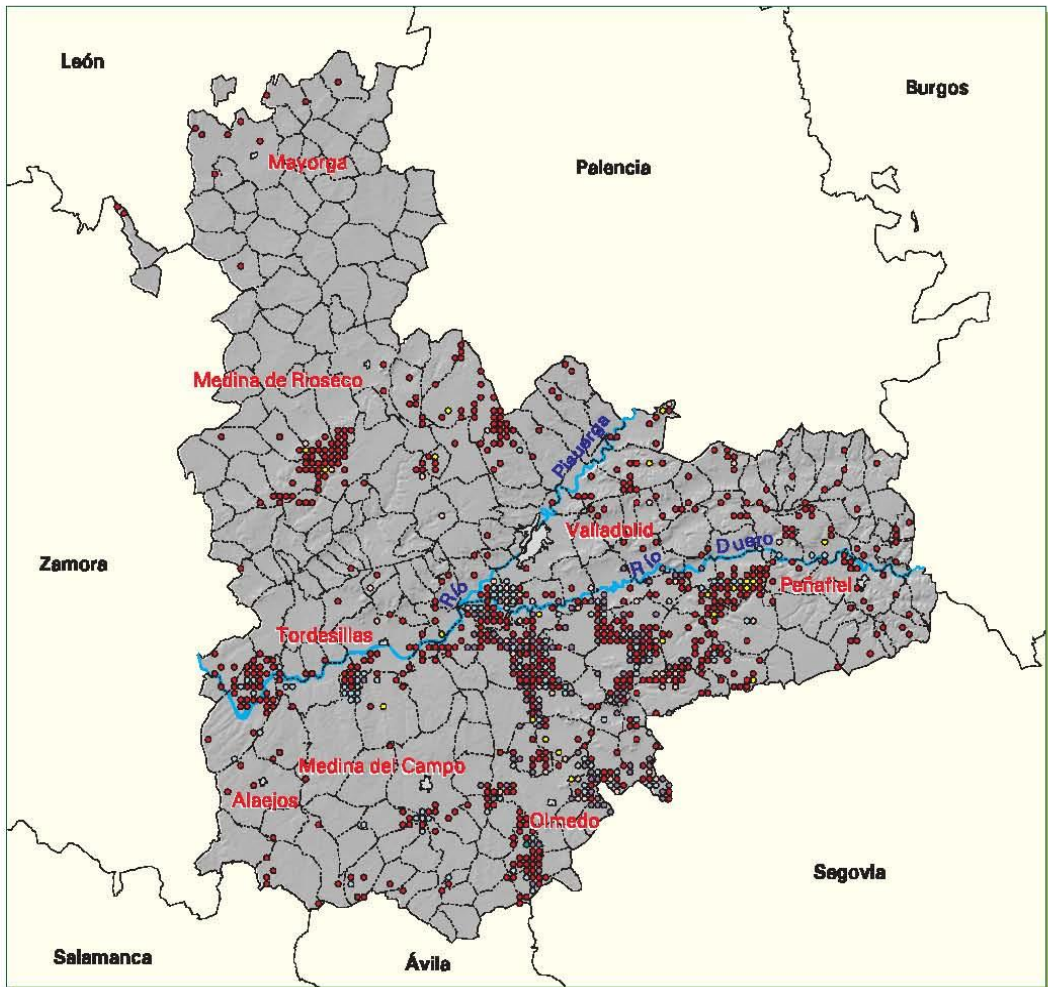 León
Burgos
Palencia
Mayorga
Medina de Rioseco
Pisuerga
Valladolid
Duero
Río
Zamora
Peñafiel
Río
Tordesillas
Medina del Campo
Alaejos
Olmedo
Segovia
Salamanca
Ávila